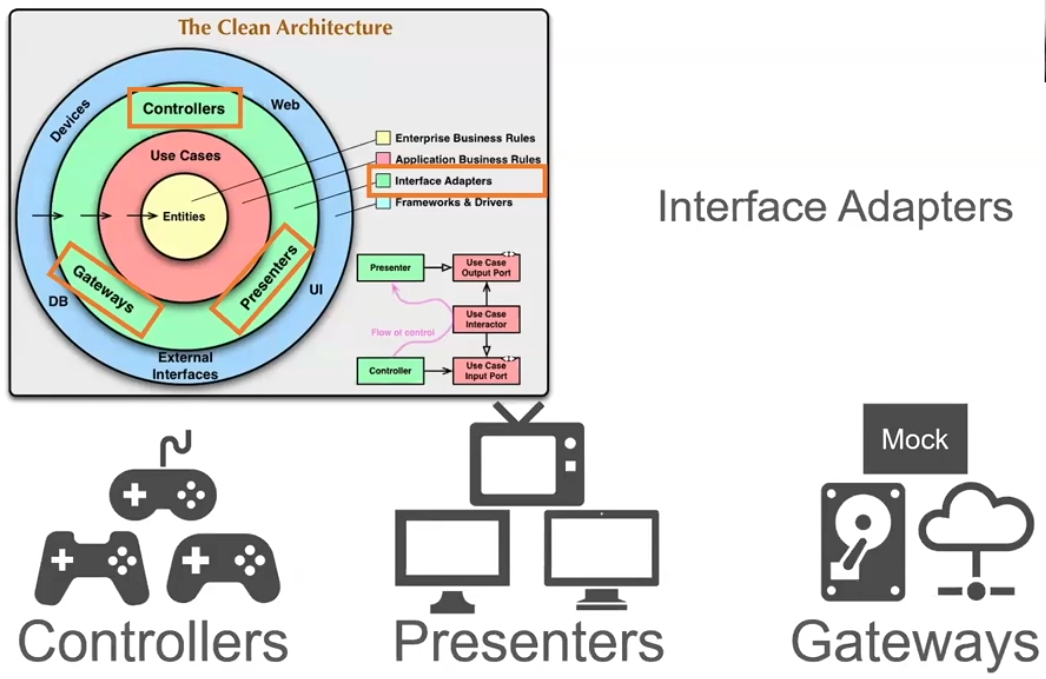 The Clean Architecture
Devices
Controllers
Web
Use Cases
Entities
Gateways
Presenters
DB
UI
External
Interfaces
Enterprise Business Rules
Application Business Rules
Interface Adapters
Frameworks & Drivers
Presenter
Use Case
Output Port
Flow of control
Use Case
Interactor
Controller
Use Case
Input Port
Interface Adapters
Mock
Controllers
Presenters
Gateways